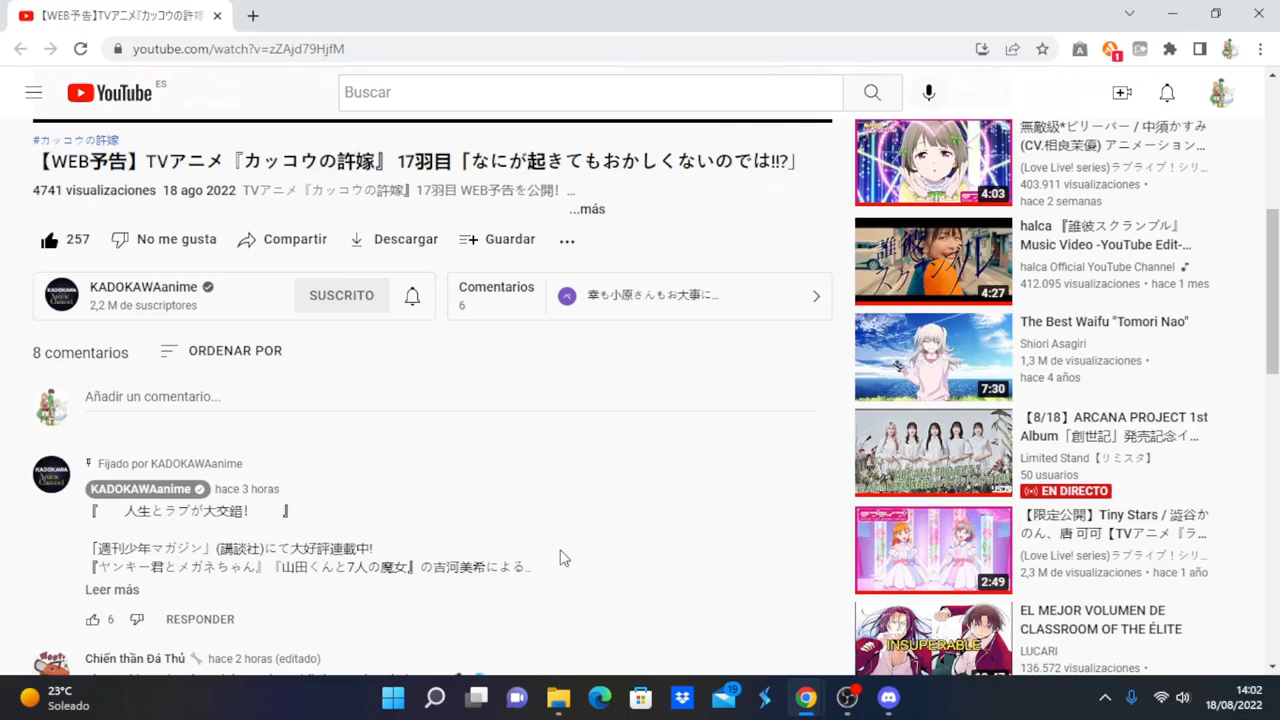 【WEB予告】TVアニメ『カッコウの許嫁
youtube.com/watch?v=zZAjd79HjfM
1
YouTube
ES
Buscar
#カッコウの許嫁
【WEB予告】TVアニメ『カッコウの許嫁』 17羽目「なにが起きてもおかしくないのでは!!?」
4741 visualizaciones 18 ago 2022 TVアニメ『カッコウの許嫁』17羽目 WEB予告を公開! ...
...más
257
No me gusta
Compartir
Descargar
Guardar
KADOKAWA
Anime
Channel
KADOKAWAanime
2,2 M de suscriptores
SUSCRITO
Comentarios
6
幸も小原さんもお大事に...
8 comentarios
ORDENAR POR
Añadir un comentario...
KADOKAWA
Anime
Channel
Fijado por KADOKAWAanime
KADOKAWAanime hace 3 horas
『 人生とラブが大交錯! 』
「週刊少年マガジン」(講談社)にて大好評連載中!
『ヤンキー君とメガネちゃん』『山田くんと7人の魔女』の吉河美希による...
Leer más
6
RESPONDER
Chiến thần Đá Thủ hace 2 horas (editado)
4:03
無敵級*ビリーバー / 中須かすみ
(CV.相良茉優) アニメーション...
(Love Live! series)ラブライブ!シリ...
403.911 visualizaciones •
hace 2 semanas
誰彼スクランブル
4:27
halca 『誰彼スクランブル』
Music Video -YouTube Edit-...
halca Official YouTube Channel
412.095 visualizaciones • hace 1 mes
7:30
The Best Waifu "Tomori Nao"
Shiori Asagiri
1,3 M de visualizaciones •
hace 4 años
ARCANA PROJECT
【8/18】ARCANA PROJECT 1st
Album「創世記」発売記念イ...
Limited Stand【リミスタ】
50 usuarios
EN DIRECTO
2:49
【限定公開】Tiny Stars / 澁谷か
のん、唐 可可【TVアニメ『ラ...
(Love Live! series)ラブライブ!シリ...
2,3 M de visualizaciones • hace 1 año
INSUPERABLE
EL MEJOR VOLUMEN DE
CLASSROOM OF THE ÉLITE
LUCARI
136.572 visualizaciones •
23°C
Soleado
19
14:02
18/08/2022